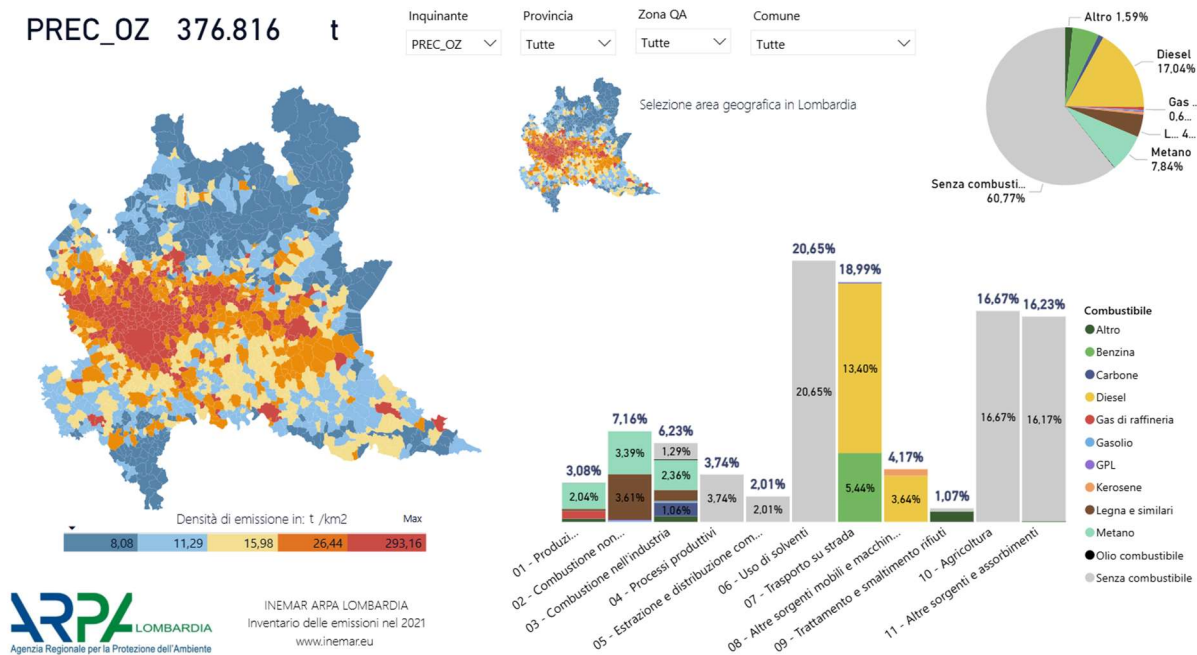 PREC_OZ 376.816 t
Inquinante
PREC_OZ
Provincia
Tutte
Zona QA
Tutte
Comune
Tutte
Selezione area geografica in Lombardia
Altro 1,59%
Diesel
17,04%
Gas ..
0,6...
L... 4...
Metano
7,84%
Senza combusti...
60,77%
Densità di emissione in: t /km2
Max
8,08 11,29 15,98 26,44 293,16
3,08%
2,04%
7,16%
3,39%
3,61%
6,23%
1,29%
2,36%
1,06%
3,74%
3,74%
2,01%
2,01%
20,65%
20,65%
18,99%
13,40%
5,44%
4,17%
3,64%
1,07%
16,67%
16,67%
16,23%
16,17%
01 - Produzi...
02 - Combustione non...
03 - Combustione nell'industria
04 - Processi produttivi
05 - Estrazione e distribuzione com...
06 - Uso di solventi
07 - Trasporto su strada
08 - Altre sorgenti mobili e macchin...
09 - Trattamento e smaltimento rifiuti
10 - Agricoltura
11 - Altre sorgenti e assorbimenti
Combustibile
Altro
Benzina
Carbone
Diesel
Gas di raffineria
Gasolio
GPL
Kerosene
Legna e similari
Metano
Olio combustibile
Senza combustibile
ARPA LOMBARDIA
Agenzia Regionale per la Protezione dell'Ambiente
INEMAR ARPA LOMBARDIA
Inventario delle emissioni nel 2021
www.inemar.eu